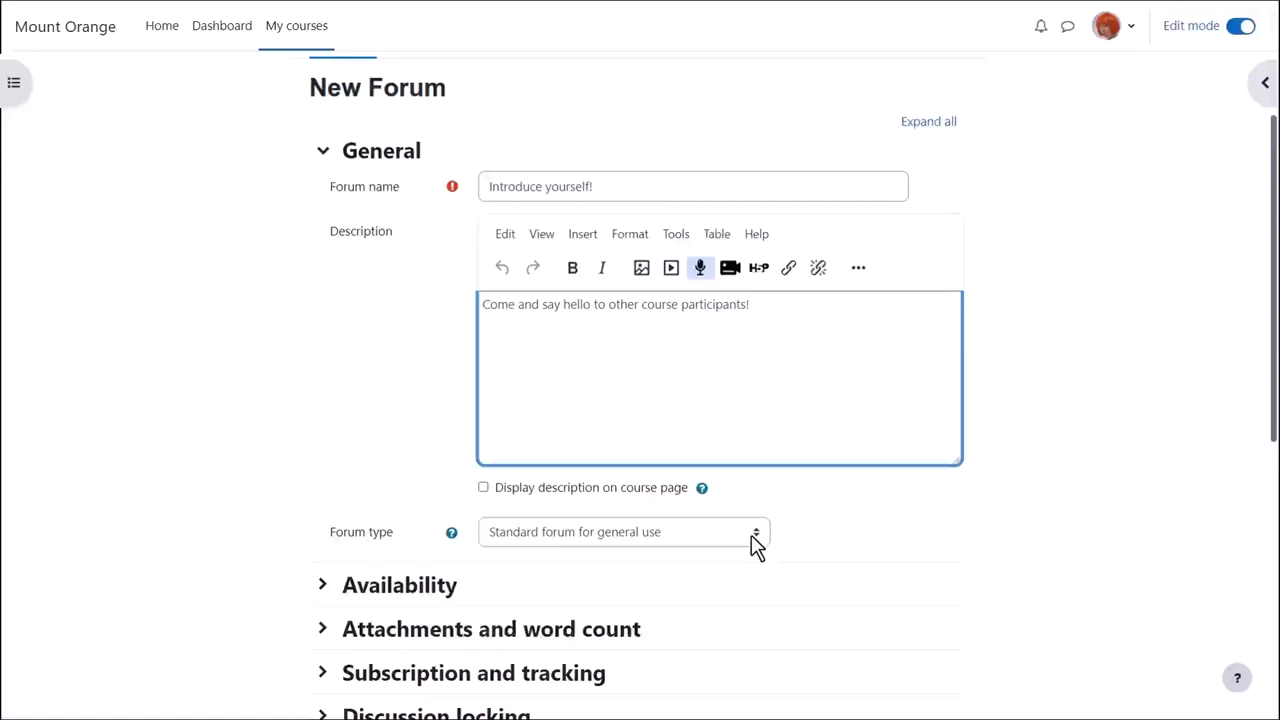 Mount Orange Home Dashboard My courses Edit mode
New Forum
Expand all
General
Forum name Introduce yourself!
Description
Edit View Insert Format Tools Table Help
B I H-P
Come and say hello to other course participants!
Display description on course page ?
Forum type ? Standard forum for general use
Availability
Attachments and word count
Subscription and tracking
?
Discussion locking